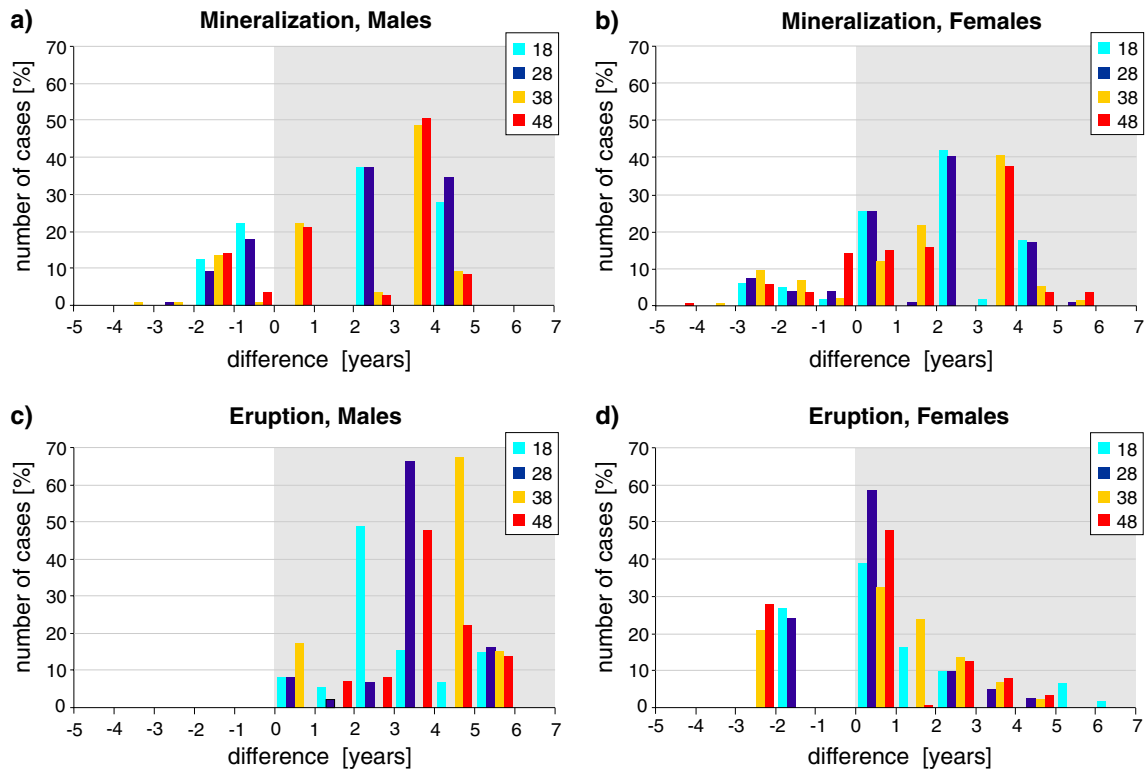 a)
Mineralization, Males
number of cases [%]
70
60
50
40
30
20
10
0
18
28
38
48
-5 -4 -3 -2 -1 0 1 2 3 4 5 6 7
difference [years]
b)
Mineralization, Females
number of cases [%]
70
60
50
40
30
20
10
0
18
28
38
48
-5 -4 -3 -2 -1 0 1 2 3 4 5 6 7
difference [years]
c)
Eruption, Males
number of cases [%]
70
60
50
40
30
20
10
0
18
28
38
48
-5 -4 -3 -2 -1 0 1 2 3 4 5 6 7
difference [years]
d)
Eruption, Females
number of cases [%]
70
60
50
40
30
20
10
0
18
28
38
48
-5 -4 -3 -2 -1 0 1 2 3 4 5 6 7
difference [years]